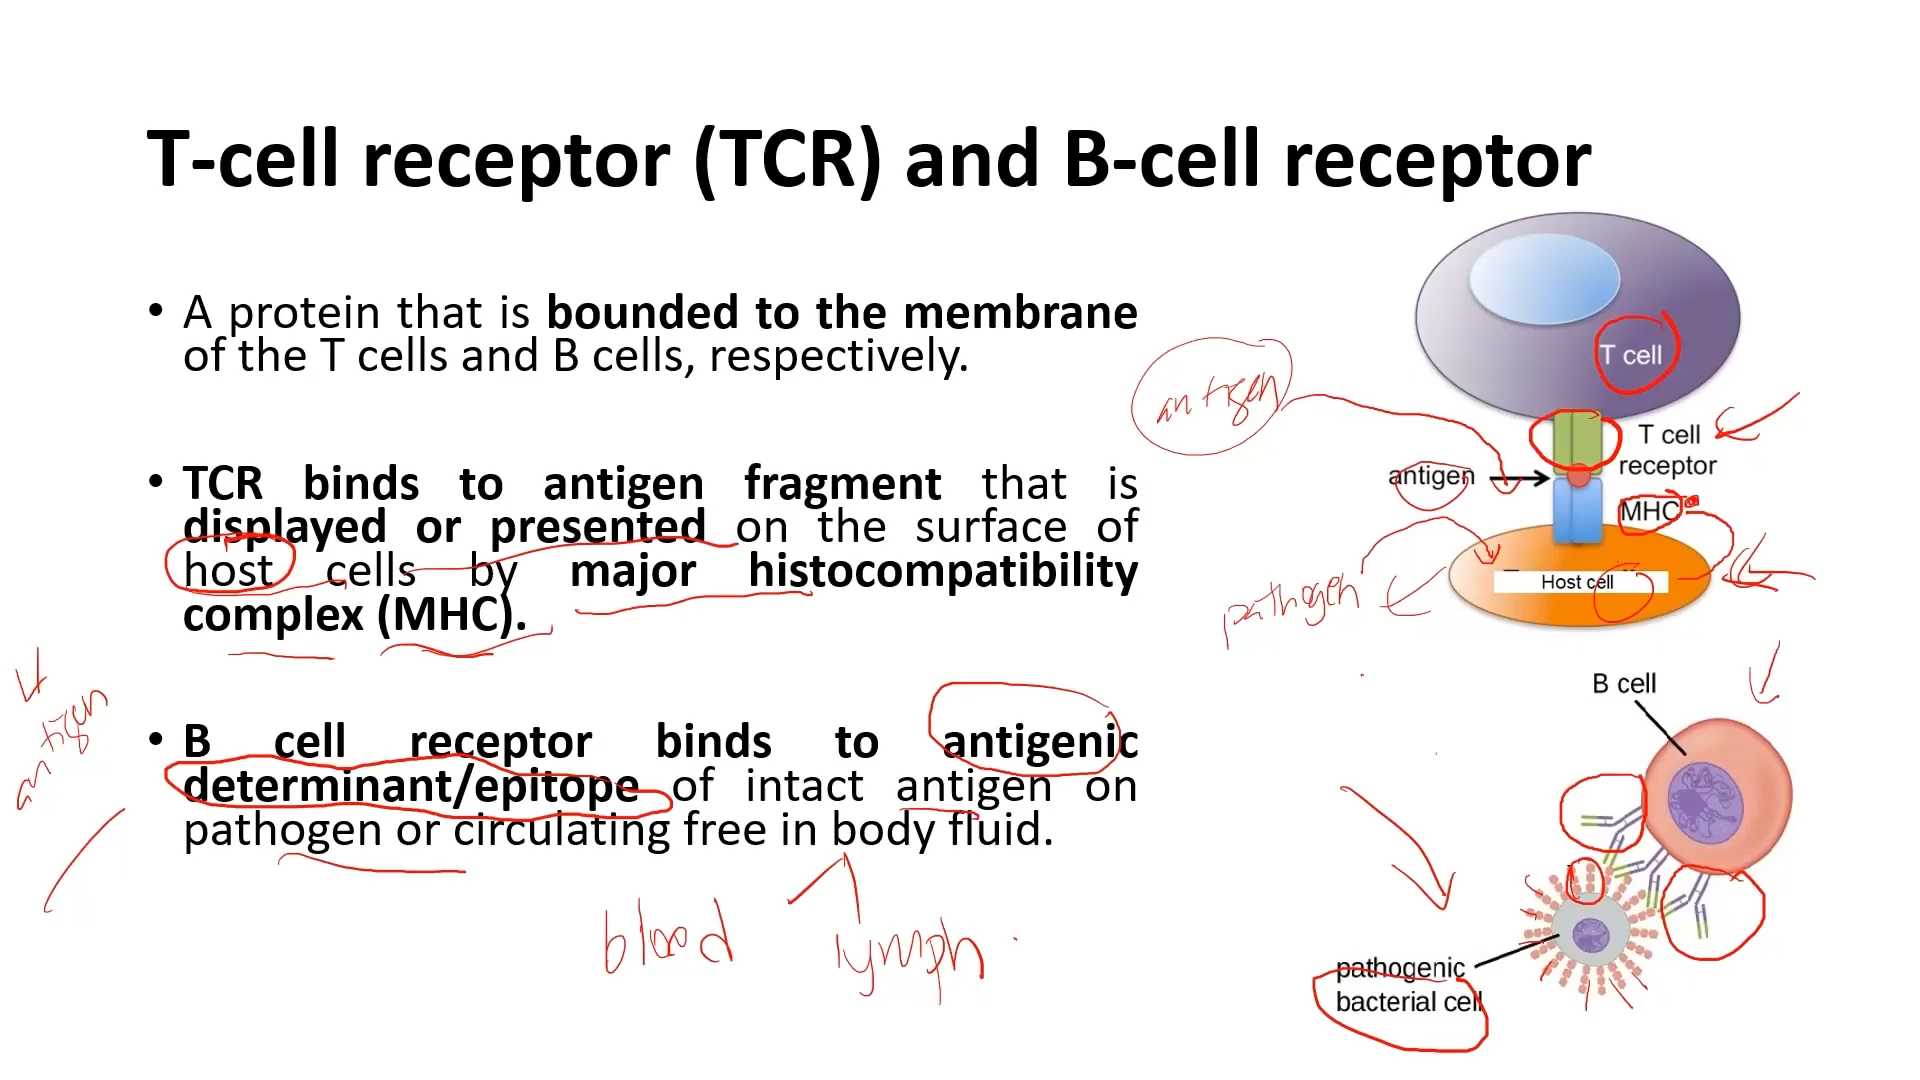 T-cell receptor (TCR) and B-cell receptor
• A protein that is bounded to the membrane
of the T cells and B cells, respectively.
• TCR binds to antigen fragment that is
displayed or presented on the surface of
host cells by major histocompatibility
complex (MHC).
• B cell receptor binds to antigenic
determinant/epitope of intact antigen on
pathogen or circulating free in body fluid.
antigen
blood
lymph
antigen
pathogen
T cell
T cell
receptor
antigen
MHC
Host cell
B cell
pathogenic
bacterial cell